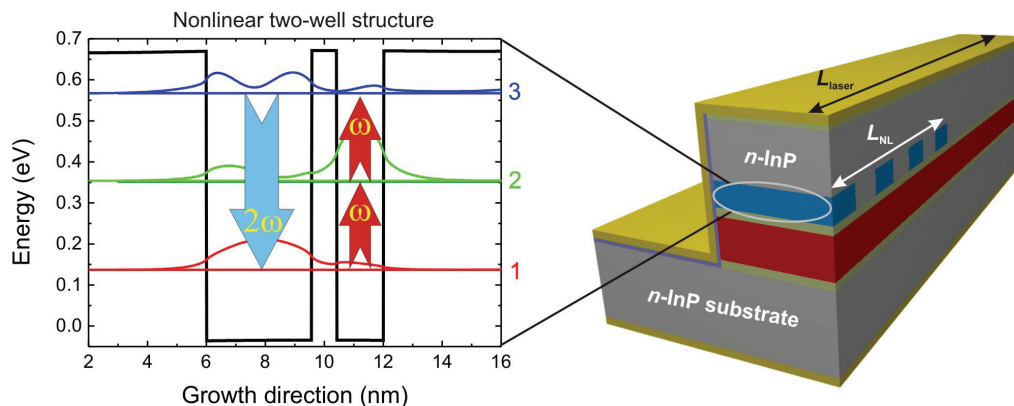 Nonlinear two-well structure
Energy (eV)
0.7
0.6
0.5
0.4
0.3
0.2
0.1
0.0
3
2
1
ω
ω
2ω
2 4 6 8 10 12 14 16
Growth direction (nm)
Llaser
LNL
n-InP
n-InP substrate